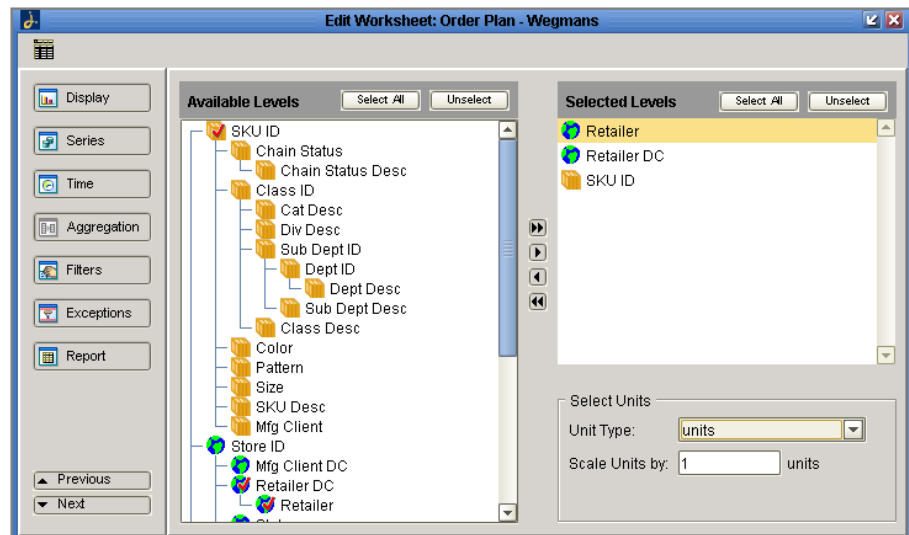 Edit Worksheet: Order Plan - Wegmans
Display
Series
Time
Aggregation
Filters
Exceptions
Report
Previous
Next
Available Levels
Select All
Unselect
SKU ID
Chain Status
Chain Status Desc
Class ID
Cat Desc
Div Desc
Sub Dept ID
Dept ID
Dept Desc
Sub Dept Desc
Class Desc
Color
Pattern
Size
SKU Desc
Mfg Client
Store ID
Mfg Client DC
Retailer DC
Retailer
Selected Levels
Select All
Unselect
Retailer
Retailer DC
SKU ID
Select Units
Unit Type: units
Scale Units by: 1 units